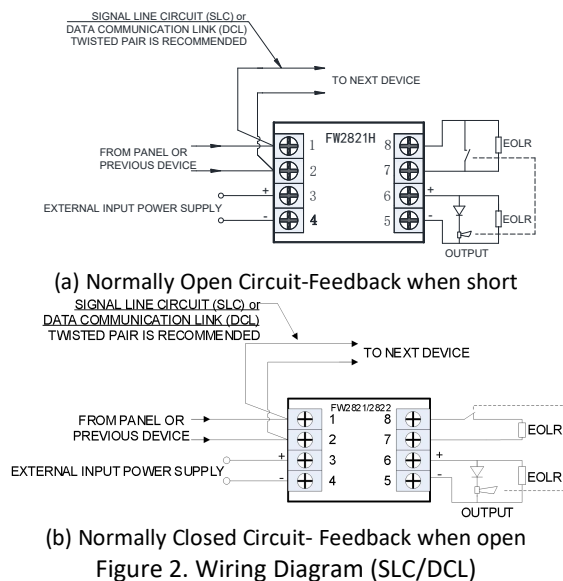 SIGNAL LINE CIRCUIT (SLC) or
DATA COMMUNICATION LINK (DCL)
TWISTED PAIR IS RECOMMENDED
TO NEXT DEVICE
FW2821H
1 8
FROM PANEL OR
PREVIOUS DEVICE
2 7
EOLR
+ 3 6 +
EXTERNAL INPUT POWER SUPPLY
- 4 5 -
EOLR
OUTPUT
(a) Normally Open Circuit-Feedback when short
SIGNAL LINE CIRCUIT (SLC) or
DATA COMMUNICATION LINK (DCL)
TWISTED PAIR IS RECOMMENDED
TO NEXT DEVICE
FW2821/2822
1 8
FROM PANEL OR
PREVIOUS DEVICE
2 7
EOLR
+ 3 6 +
EXTERNAL INPUT POWER SUPPLY
- 4 5 -
EOLR
OUTPUT
(b) Normally Closed Circuit- Feedback when open
Figure 2. Wiring Diagram (SLC/DCL)